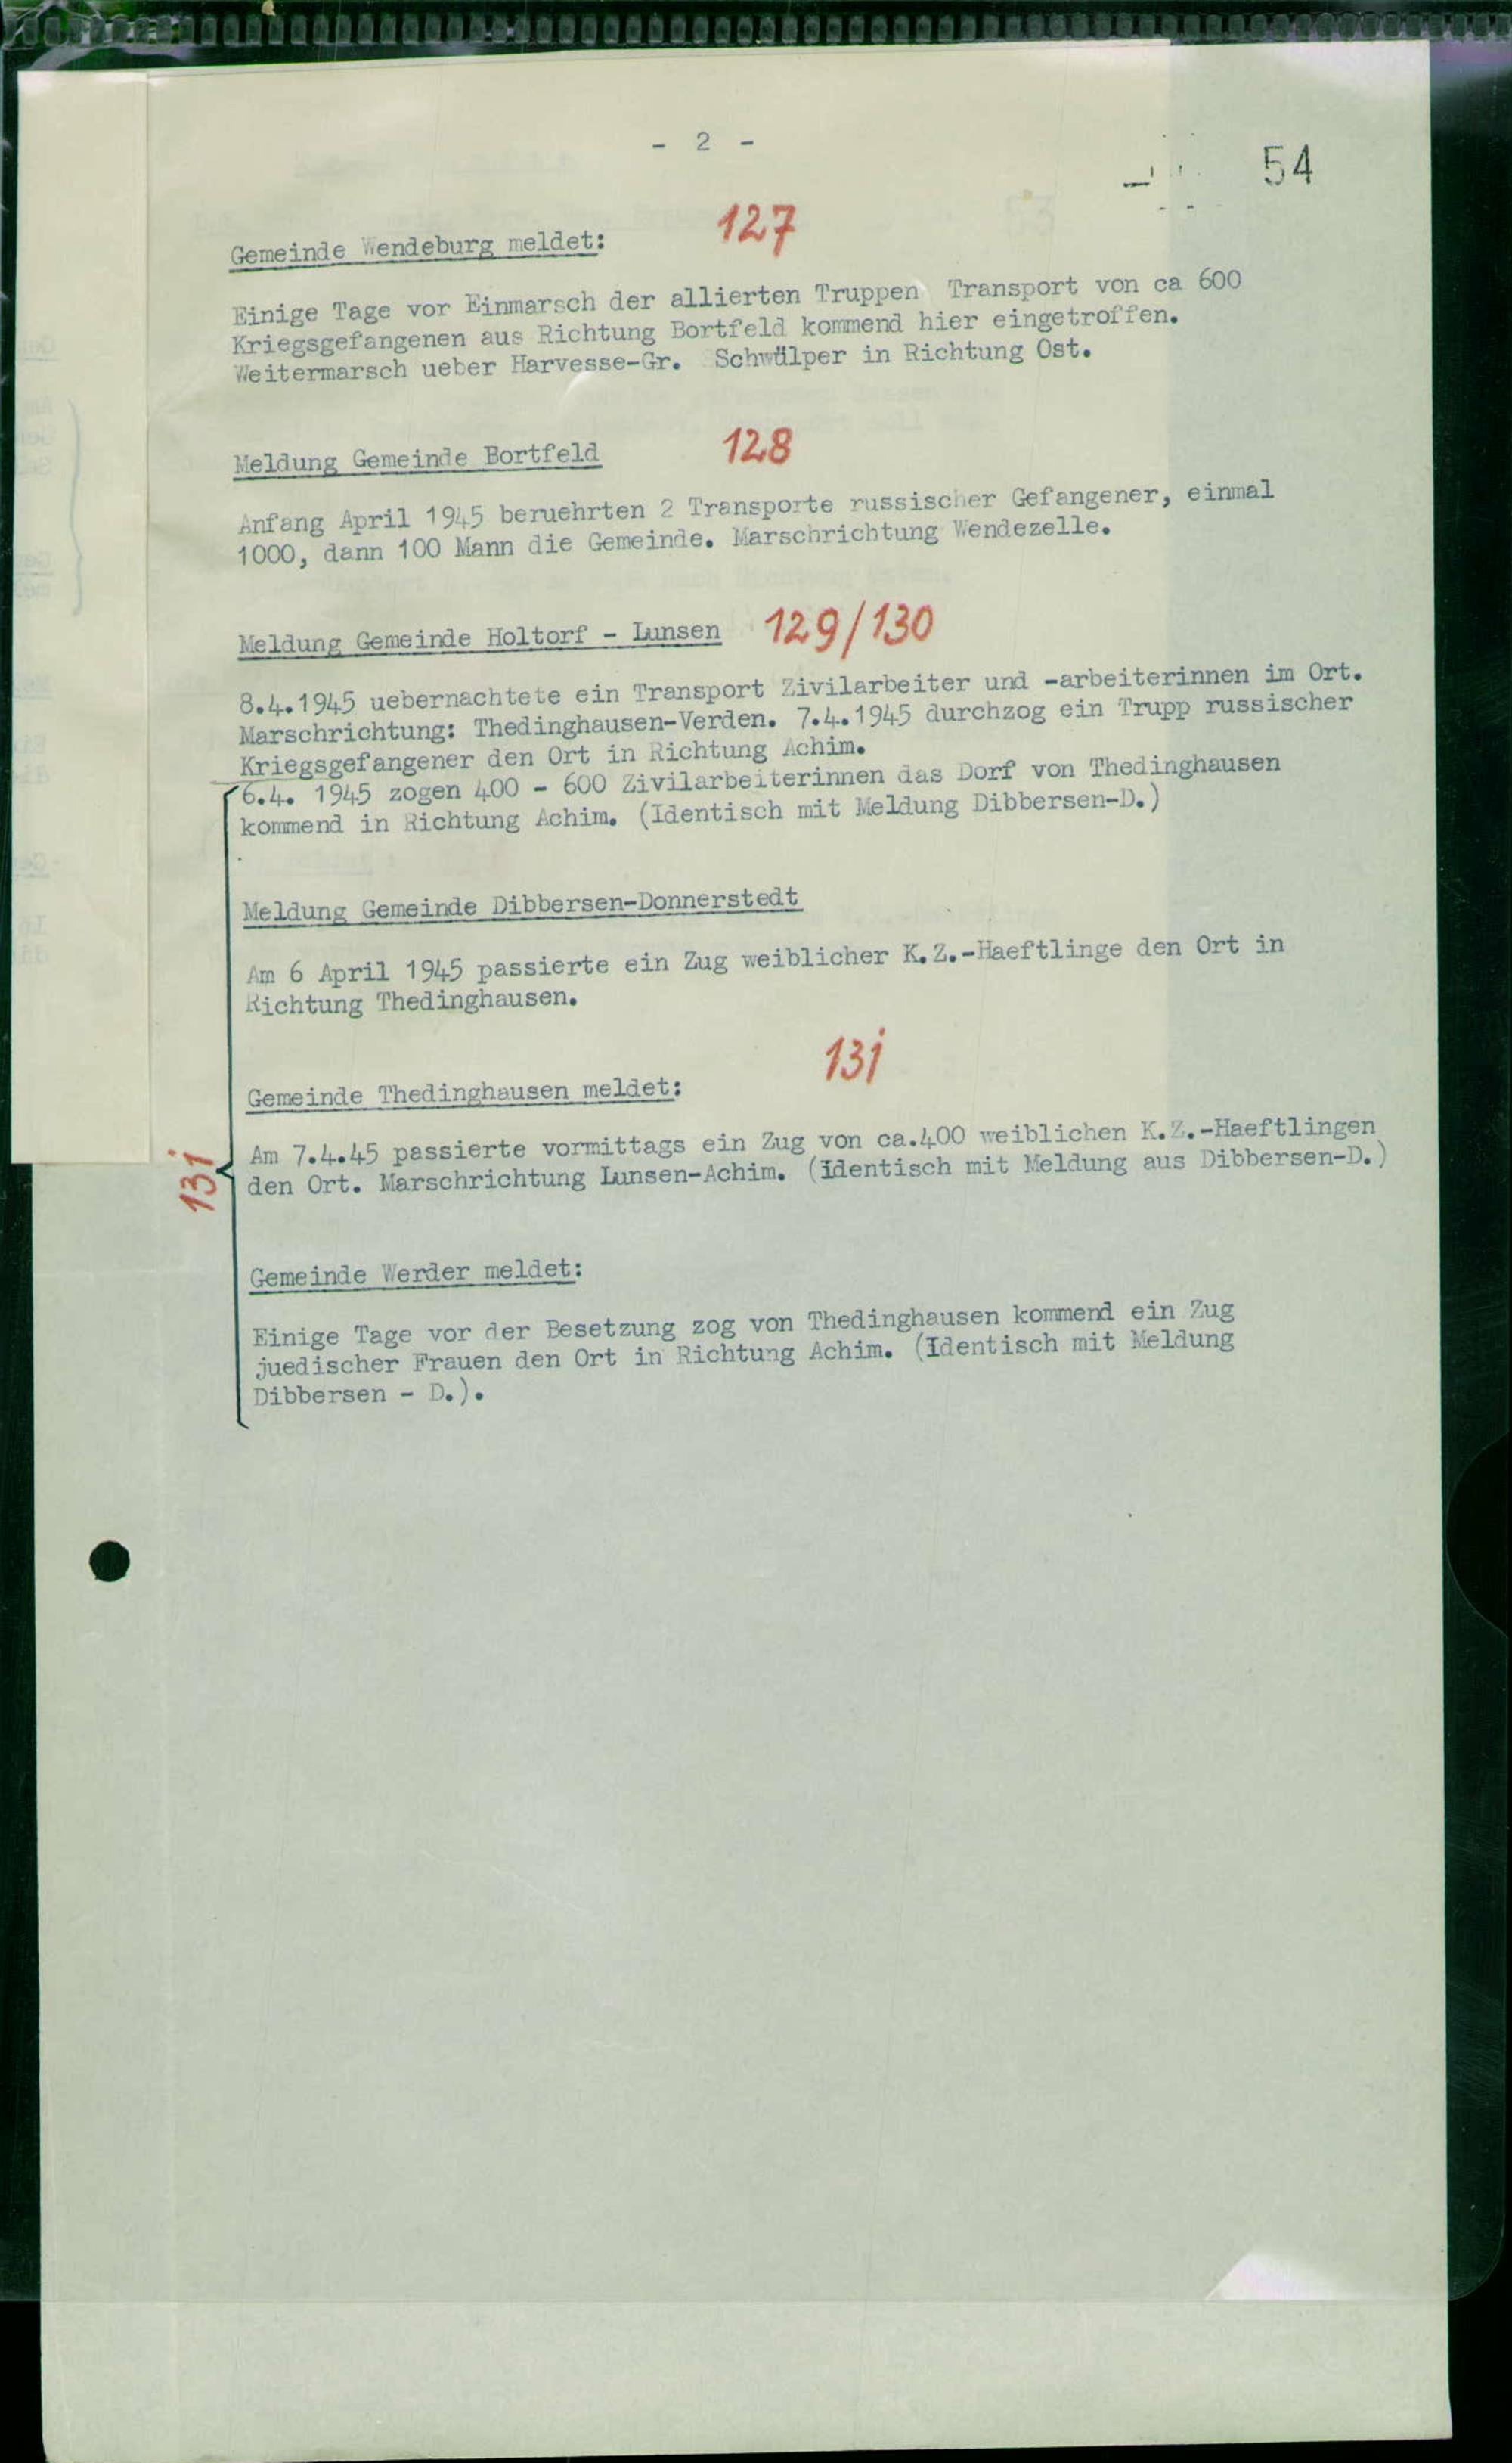 - 2 -
54
127
Gemeinde Wendeburg meldet:
Einige Tage vor Einmarsch der allierten Truppen Transport von ca 600
Kriegsgefangenen aus Richtung Bortfeld kommend hier eingetroffen.
Weitermarsch ueber Harvesse-Gr. Schwülper in Richtung Ost.
128
Meldung Gemeinde Bortfeld
Anfang April 1945 beruehrten 2 Transporte russischer Gefangener, einmal
1000, dann 100 Mann die Gemeinde. Marschrichtung Wendezelle.
Meldung Gemeinde Holtorf - Lunsen 129/130
8.4.1945 uebernachtete ein Transport Zivilarbeiter und -arbeiterinnen im Ort.
Marschrichtung: Thedinghausen-Verden. 7.4.1945 durchzog ein Trupp russischer
Kriegsgefangener den Ort in Richtung Achim.
6.4. 1945 zogen 400 - 600 Zivilarbeiterinnen das Dorf von Thedinghausen
kommend in Richtung Achim. (Identisch mit Meldung Dibbersen-D.)
Meldung Gemeinde Dibbersen-Donnerstedt
Am 6 April 1945 passierte ein Zug weiblicher K.Z.-Haeftlinge den Ort in
Richtung Thedinghausen.
131
Gemeinde Thedinghausen meldet:
Am 7.4.45 passierte vormittags ein Zug von ca.400 weiblichen K.Z.-Haeftlingen
den Ort. Marschrichtung Lunsen-Achim. (Identisch mit Meldung aus Dibbersen-D.)
131
Gemeinde Werder meldet:
Einige Tage vor der Besetzung zog von Thedinghausen kommend ein Zug
juedischer Frauen den Ort in Richtung Achim. (Identisch mit Meldung
Dibbersen - D.).